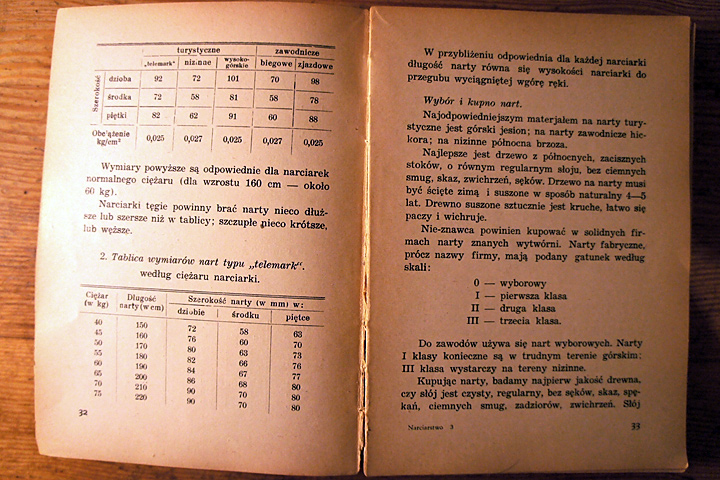 turystyczne zawodnicze
„telemark" nizinne wysoko-górskie biegowe zjazdowe
Szerokość
dzioba 92 72 101 70 98
środka 72 58 81 58 78
piętki 82 62 91 60 88
Obciążenie kg/cm² 0,025 0,027 0,025 0,027 0,025
Wymiary powyższe są odpowiednie dla narciarek
normalnego ciężaru (dla wzrostu 160 cm — około
60 kg).
Narciarki tęgie powinny brać narty nieco dłuż-
sze lub szersze niż w tablicy; szczupłe nieco krótsze,
lub węższe.
2. Tablica wymiarów nart typu „telemark".
według ciężaru narciarki.
Ciężar (w kg) Długość narty (w cm) Szerokość narty (w mm) w:
dziobie środku piętce
40 150 72 58 63
45 160 76 60 70
50 170 80 63 73
55 180 82 66 76
60 190 84 67 77
65 200 86 68 80
70 210 90 70 80
75 220 90 70 80
32
W przybliżeniu odpowiednia dla każdej narciarki
długość narty równa się wysokości narciarki do
przegubu wyciągniętej wgórę ręki.
Wybór i kupno nart.
Najodpowiedniejszym materjałem na narty tury-
styczne jest górski jesion; na narty zawodnicze hic-
kora; na nizinne północna brzoza.
Najlepsze jest drzewo z północnych, zacisznych
stoków, o równym regularnym słoju, bez ciemnych
smug, skaz, zwichrzeń, sęków. Drzewo na narty musi
być ścięte zimą i suszone w sposób naturalny 4—5
lat. Drewno suszone sztucznie jest kruche, łatwo się
paczy i wichruje.
Nie-znawca powinien kupować w solidnych fir-
mach narty znanych wytwórni. Narty fabryczne,
prócz nazwy firmy, mają podany gatunek według
skali:
0 — wyborowy
I — pierwsza klasa
II — druga klasa
III — trzecia klasa.
Do zawodów używa się nart wyborowych. Narty
I klasy konieczne są w trudnym terenie górskim;
III klasa wystarczy na tereny nizinne.
Kupując narty, badamy najpierw jakość drewna,
czy słój jest czysty, regularny, bez sęków, skaz, spę-
kań, ciemnych smug, zadziorów, zwichrzeń. Słój
Narciarstwo 3
33